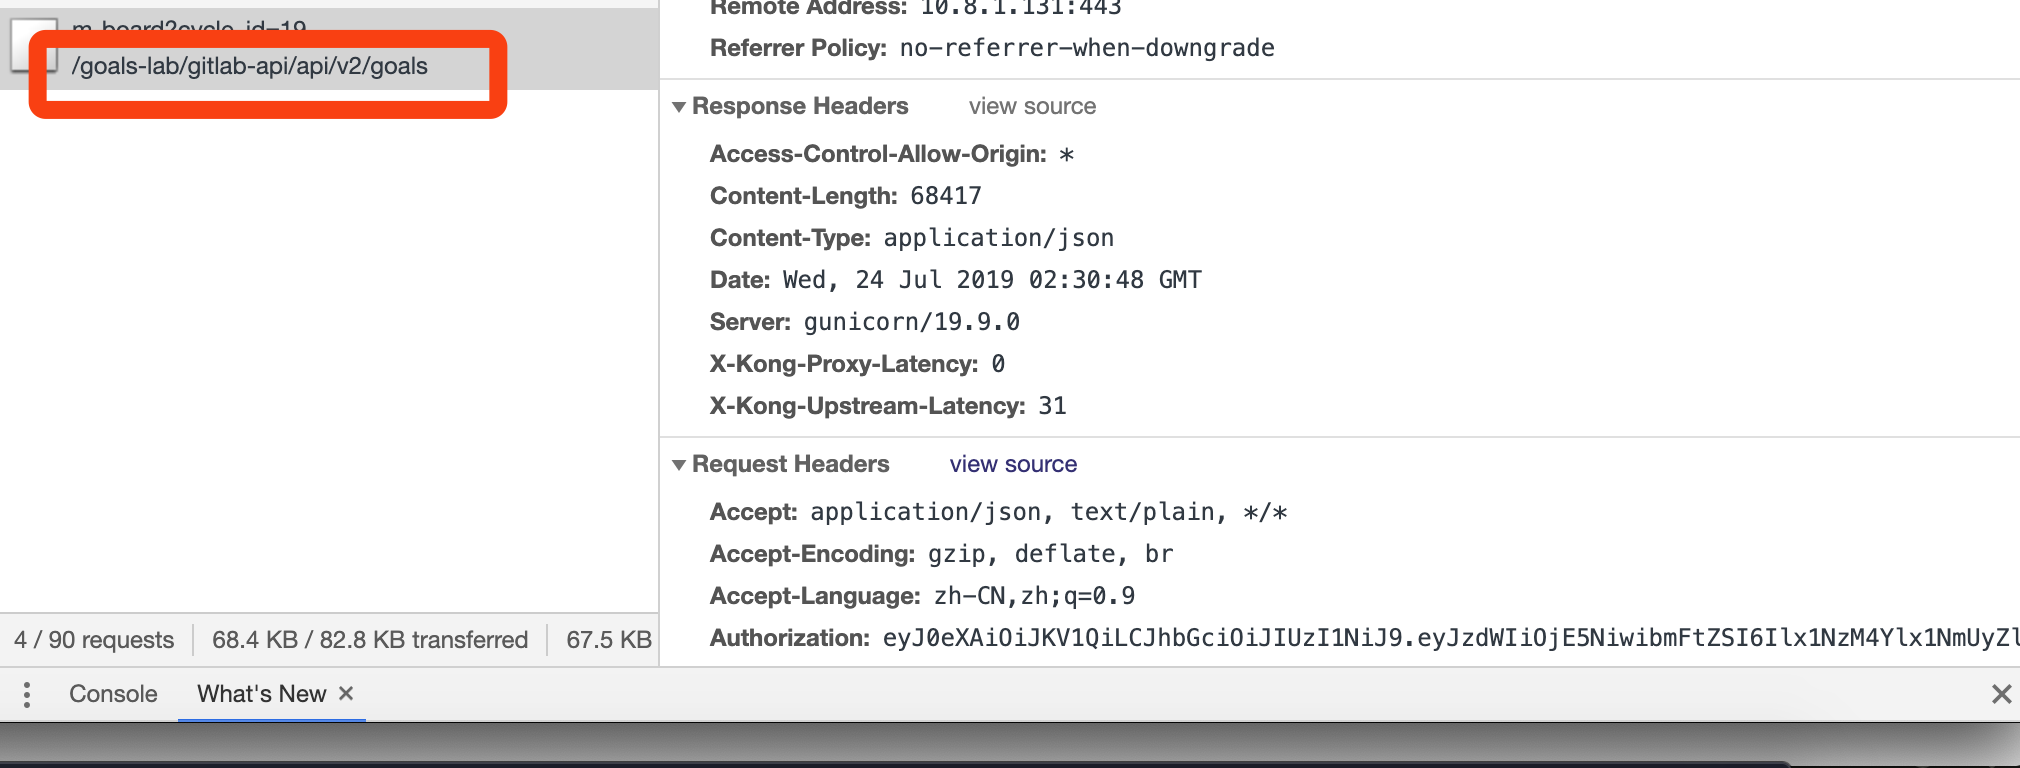 /goals-lab/gitlab-api/api/v2/goals
4 / 90 requests
68.4 KB / 82.8 KB transferred
67.5 KB
Remote Address: 10.8.1.131:443
Referrer Policy: no-referrer-when-downgrade
Response Headers view source
Access-Control-Allow-Origin: *
Content-Length: 68417
Content-Type: application/json
Date: Wed, 24 Jul 2019 02:30:48 GMT
Server: gunicorn/19.9.0
X-Kong-Proxy-Latency: 0
X-Kong-Upstream-Latency: 31
Request Headers view source
Accept: application/json, text/plain, */*
Accept-Encoding: gzip, deflate, br
Accept-Language: zh-CN,zh;q=0.9
Authorization: eyJ0eXAiOiJKV1QiLCJhbGciOiJIUzI1NiJ9.eyJzdWIiOjE5NiwibmFtZSI6Ilx1NzM4Ylx1NmUyZl
Console What's New ×